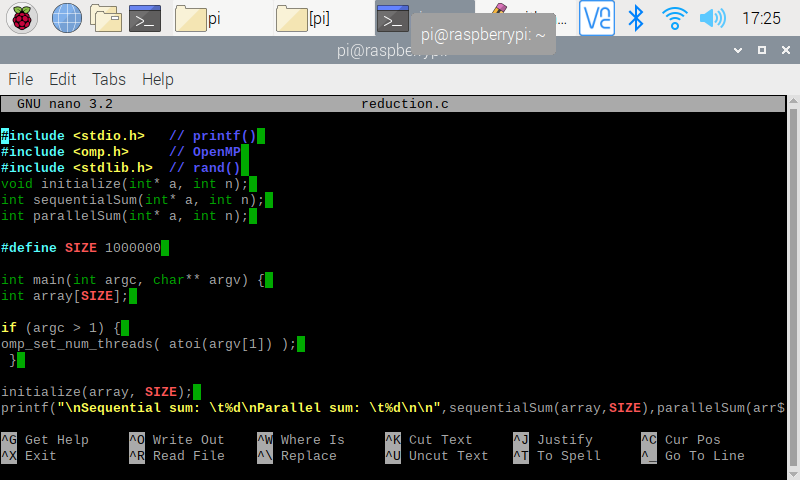 pi
[pi]
17:25
pi@raspberrypi: ~
pi@raspberrypi:
File Edit Tabs Help
GNU nano 3.2 reduction.c
#include <stdio.h> // printf()
#include <omp.h> // OpenMP
#include <stdlib.h> // rand()
void initialize(int* a, int n);
int sequentialSum(int* a, int n);
int parallelSum(int* a, int n);
#define SIZE 1000000
int main(int argc, char** argv) {
int array[SIZE];
if (argc > 1) {
omp_set_num_threads( atoi(argv[1]) );
}
initialize(array, SIZE);
printf("\nSequential sum: \t%d\nParallel sum: \t%d\n\n",sequentialSum(array,SIZE),parallelSum(arr$
^G Get Help ^O Write Out ^W Where Is ^K Cut Text ^J Justify ^C Cur Pos
^X Exit ^R Read File ^\ Replace ^U Uncut Text ^T To Spell ^_ Go To Line